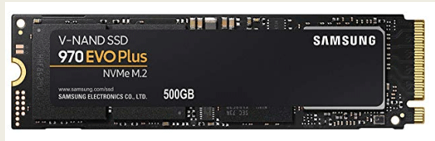 V-NAND SSD
SAMSUNG
970 EVO Plus
NVMe M.2
www.samsung.com/ssd
SAMSUNG ELECTRONICS CO., LTD.
500GB